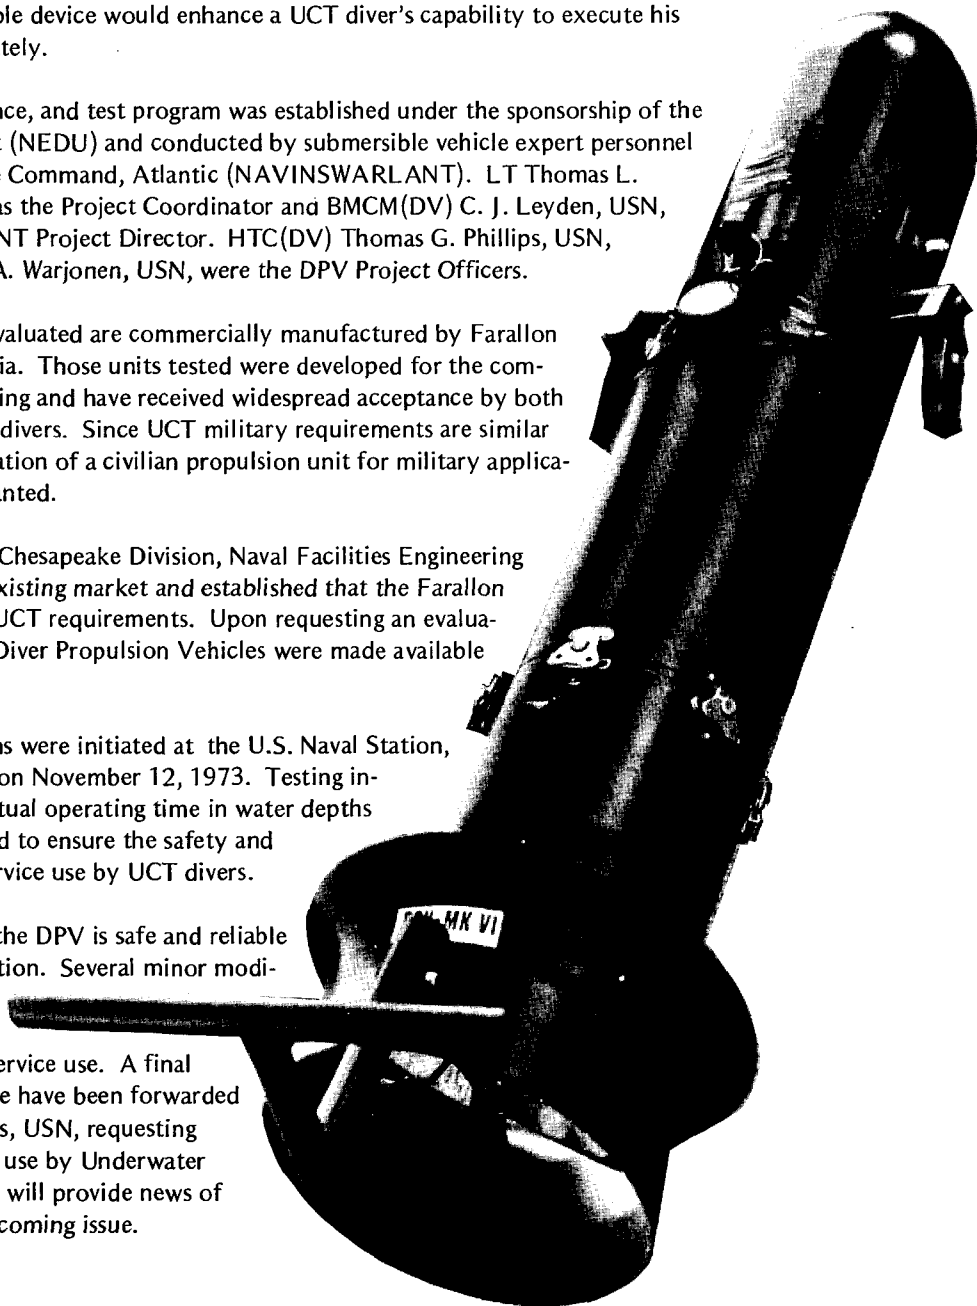 ble device would enhance a UCT diver's capability to execute his
tely.
nce, and test program was established under the sponsorship of the
t (NEDU) and conducted by submersible vehicle expert personnel
e Command, Atlantic (NAVINSWARLANT). LT Thomas L.
as the Project Coordinator and BMCM(DV) C. J. Leyden, USN,
NT Project Director. HTC(DV) Thomas G. Phillips, USN,
A. Warjonen, USN, were the DPV Project Officers.
valuated are commercially manufactured by Farallon
ia. Those units tested were developed for the com-
ing and have received widespread acceptance by both
divers. Since UCT military requirements are similar
ation of a civilian propulsion unit for military applica-
anted.
Chesapeake Division, Naval Facilities Engineering
xisting market and established that the Farallon
UCT requirements. Upon requesting an evalua-
Diver Propulsion Vehicles were made available
ns were initiated at the U.S. Naval Station,
on November 12, 1973. Testing in-
tual operating time in water depths
d to ensure the safety and
rvice use by UCT divers.
the DPV is safe and reliable
tion. Several minor modi-
ervice use. A final
e have been forwarded
s, USN, requesting
use by Underwater
will provide news of
coming issue.
MK VI